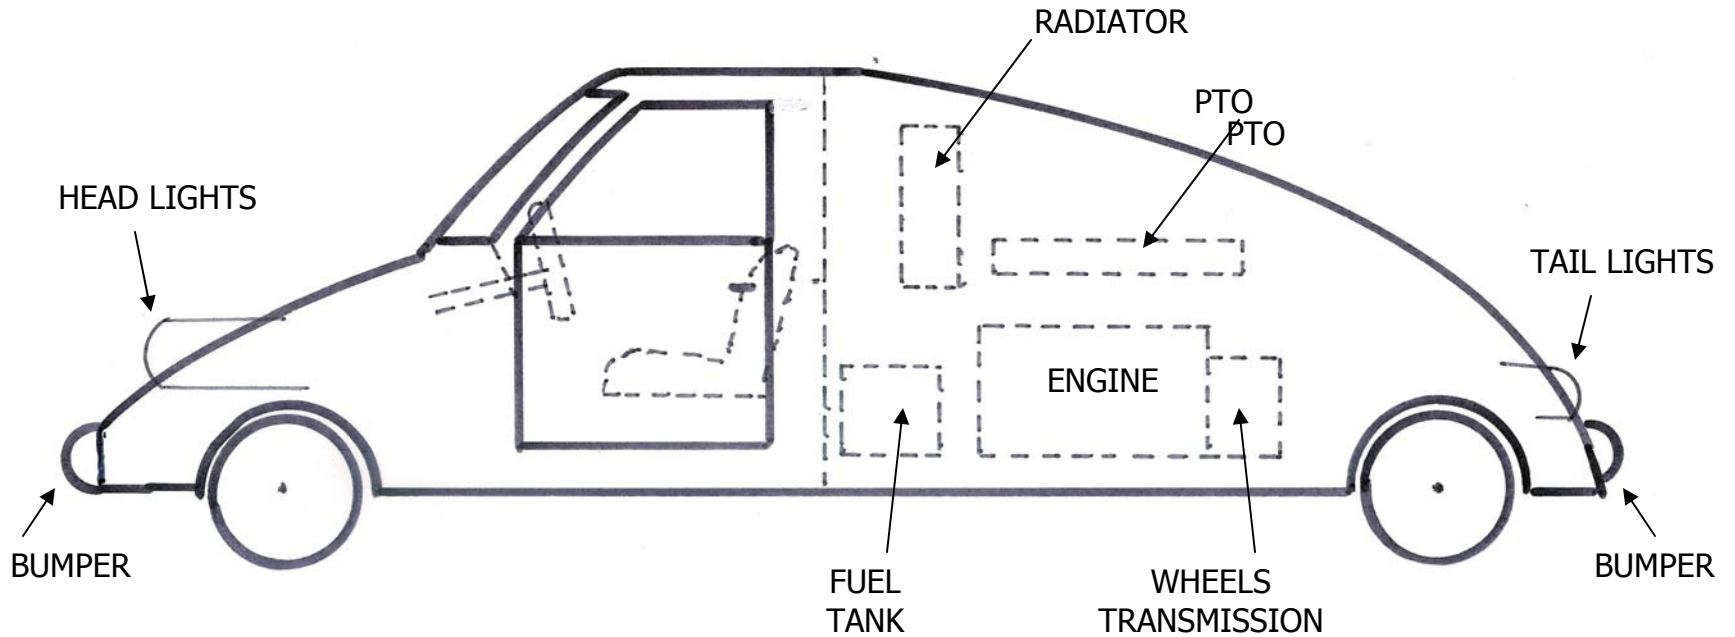 RADIATOR
PTO
PTO
HEAD LIGHTS
TAIL LIGHTS
ENGINE
BUMPER
BUMPER
FUEL
TANK
WHEELS
TRANSMISSION